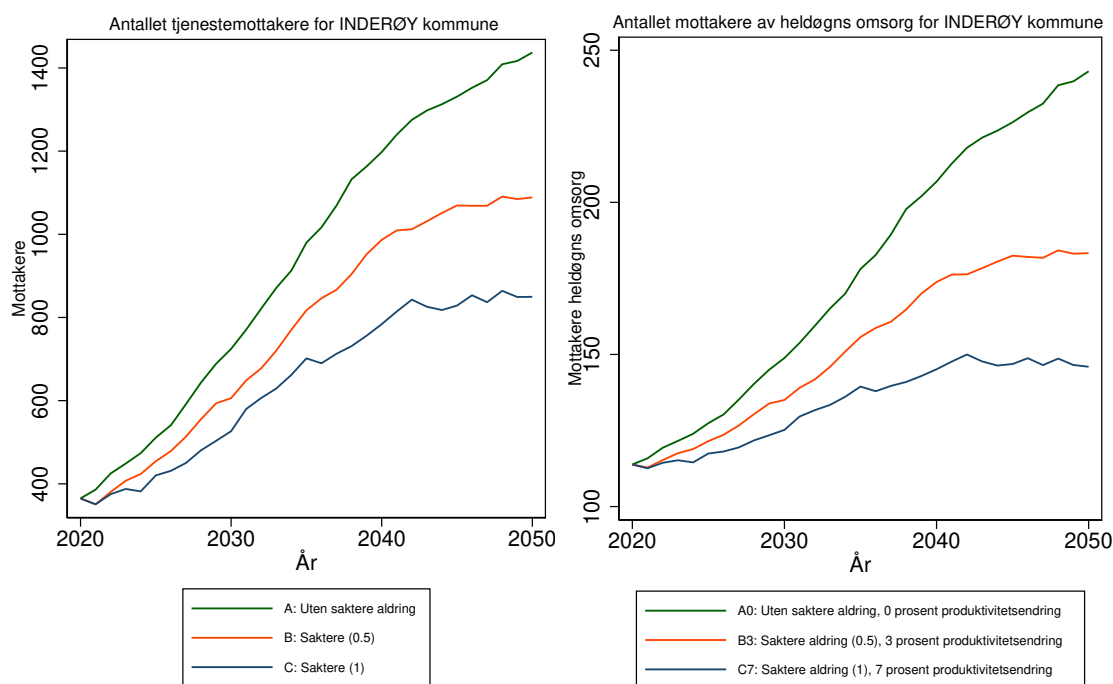 Antallet tjenestemottakere for INDERØY kommune
Mottakere
1400
1200
1000
800
600
400
2020
2030
2040
2050
År
A: Uten saktere aldring
B: Saktere (0.5)
C: Saktere (1)
Antallet mottakere av heldøgns omsorg for INDERØY kommune
Mottakere heldøgns omsorg
250
200
150
100
2020
2030
2040
2050
År
A0: Uten saktere aldring, 0 prosent produktivitetsendring
B3: Saktere aldring (0.5), 3 prosent produktivitetsendring
C7: Saktere aldring (1), 7 prosent produktivitetsendring